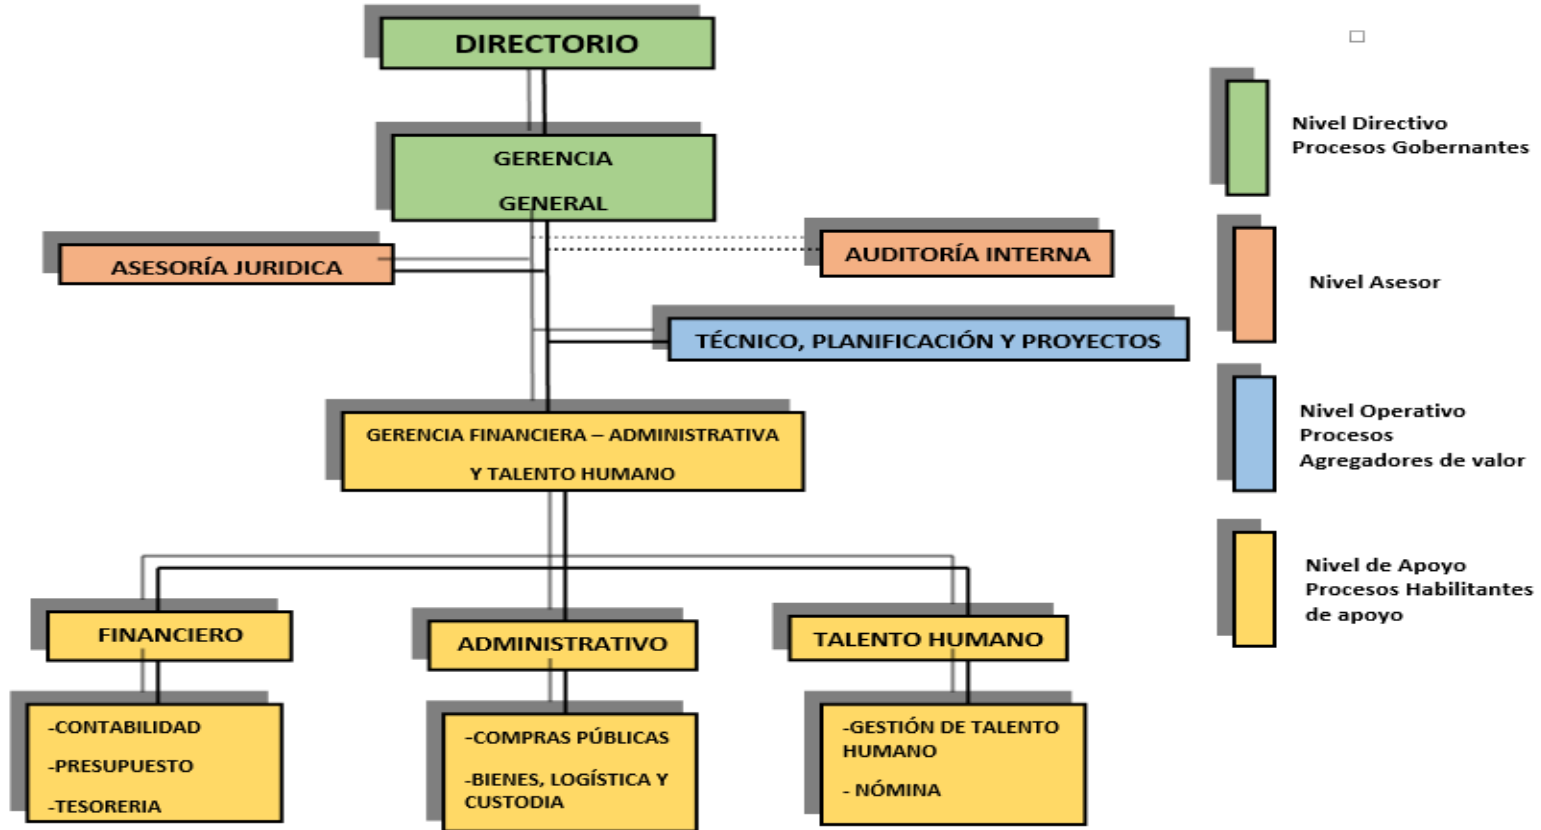 DIRECTORIO
GERENCIA
GENERAL
ASESORÍA JURIDICA
AUDITORÍA INTERNA
TÉCNICO, PLANIFICACIÓN Y PROYECTOS
GERENCIA FINANCIERA – ADMINISTRATIVA
Y TALENTO HUMANO
FINANCIERO
ADMINISTRATIVO
TALENTO HUMANO
-CONTABILIDAD
-PRESUPUESTO
-TESORERIA
-COMPRAS PÚBLICAS
-BIENES, LOGÍSTICA Y
CUSTODIA
-GESTIÓN DE TALENTO
HUMANO
- NÓMINA
Nivel Directivo
Procesos Gobernantes
Nivel Asesor
Nivel Operativo
Procesos
Agregadores de valor
Nivel de Apoyo
Procesos Habilitantes
de apoyo